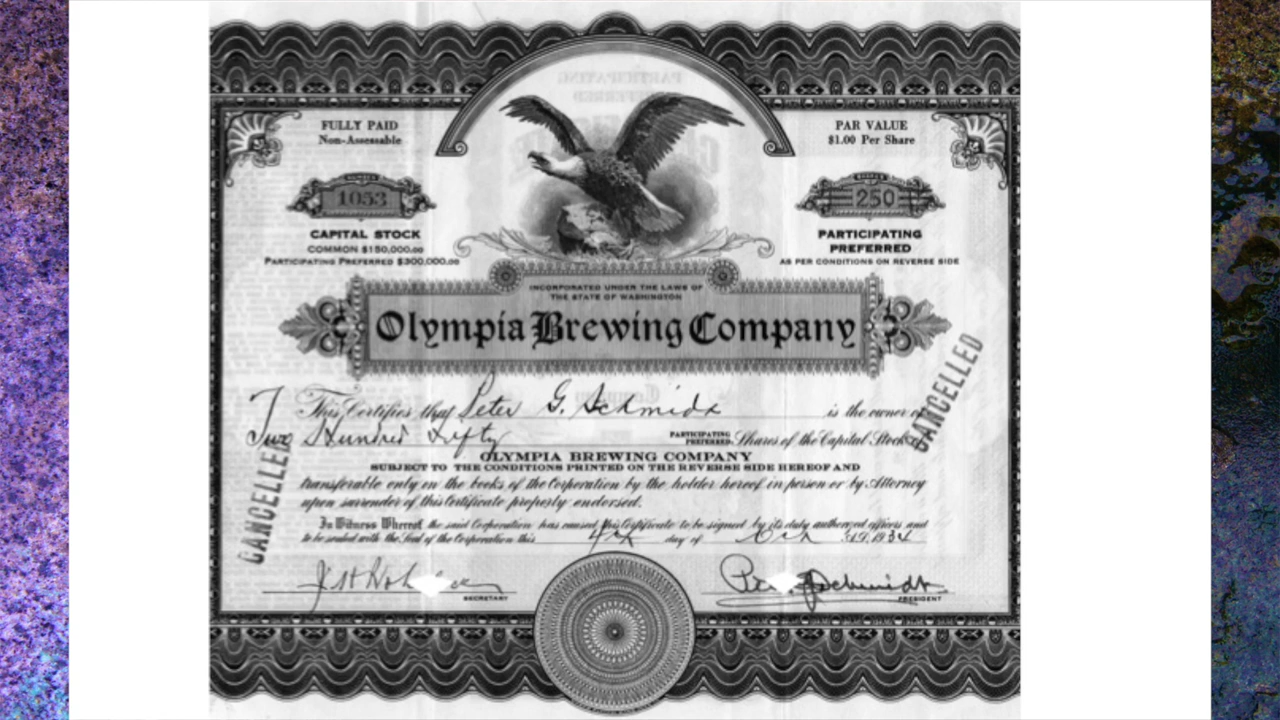 FULLY PAID
Non-Assessable
PAR VALUE
$1.00 Per Share
NUMBER
1053
SHARES
250
CAPITAL STOCK
COMMON $150,000.00
PARTICIPATING PREFERRED $300,000.00
PARTICIPATING
PREFERRED
AS PER CONDITIONS ON REVERSE SIDE
INCORPORATED UNDER THE LAWS OF
THE STATE OF WASHINGTON
Olympia Brewing Company
This Certifies that Peter G. Schmidt is the owner of
Two Hundred Fifty PARTICIPATING PREFERRED Shares of the Capital Stock of
OLYMPIA BREWING COMPANY
SUBJECT TO THE CONDITIONS PRINTED ON THE REVERSE SIDE HEREOF AND
transferable only in the books of the Corporation by the holder hereof in person or by Attorney
upon surrender of this Certificate properly endorsed.
In Witness Whereof, the said Corporation has caused this Certificate to be signed by its duly authorized officers and
to be sealed with the Seal of the Corporation this 4th day of Oct A.D. 1934
SECRETARY
Schmidt
PRESIDENT
CANCELLED
CANCELLED